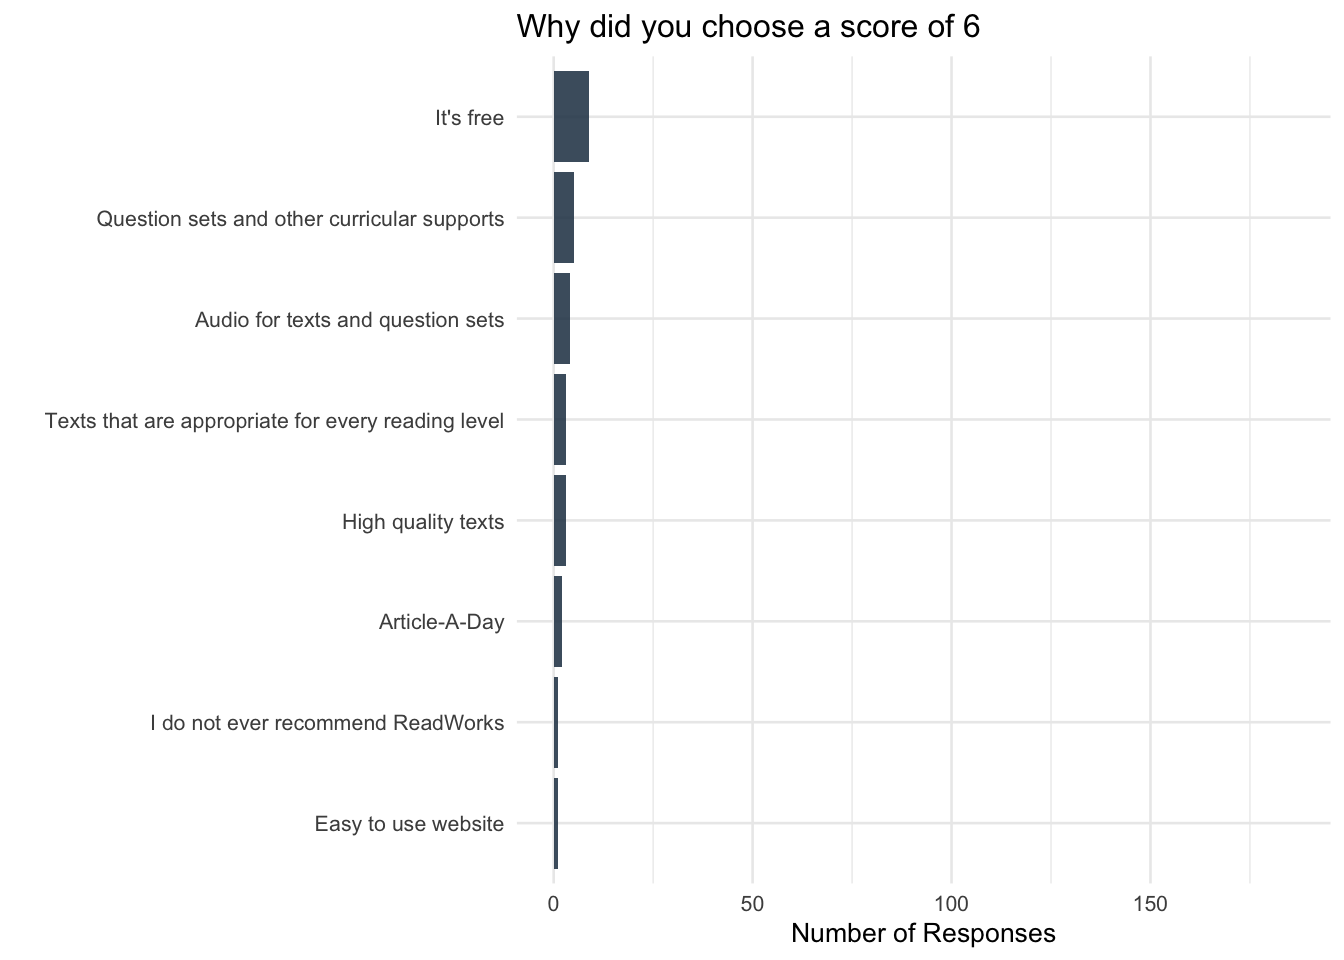 Why did you choose a score of 6
It's free
Question sets and other curricular supports
Audio for texts and question sets
Texts that are appropriate for every reading level
High quality texts
Article-A-Day
I do not ever recommend ReadWorks
Easy to use website
0 50 100 150
Number of Responses